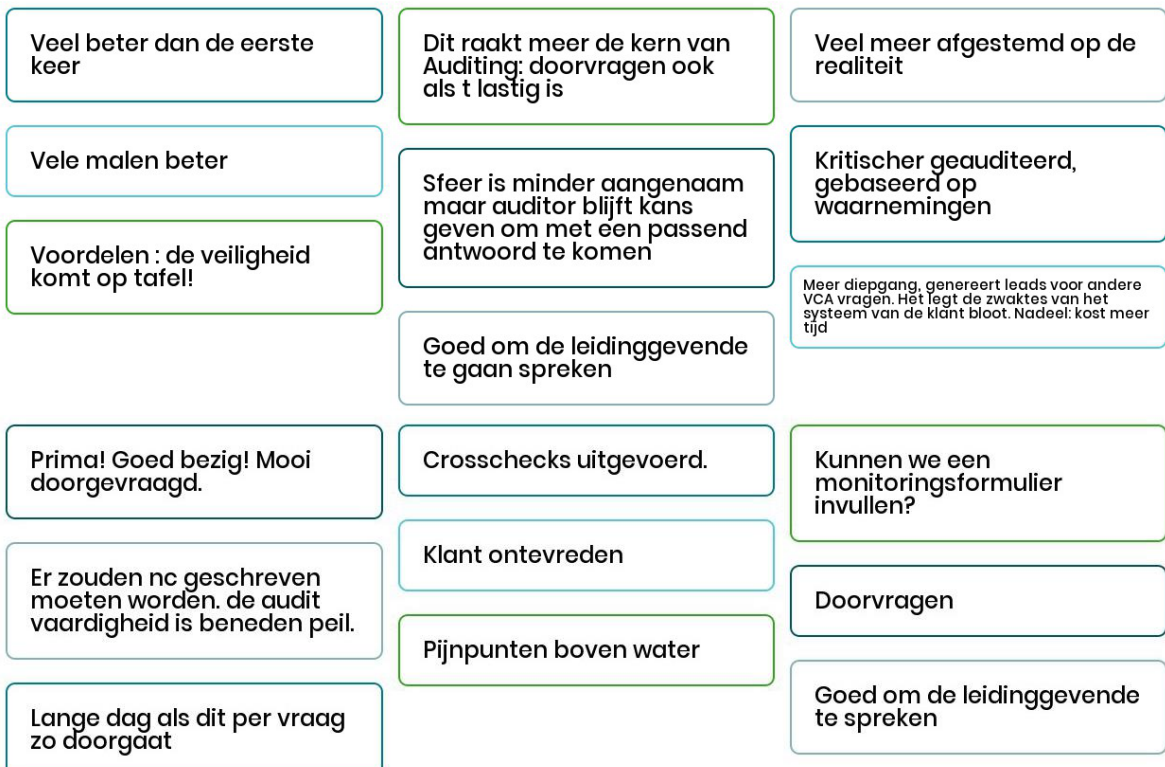 Veel beter dan de eerste
keer
Vele malen beter
Voordelen : de veiligheid
komt op tafel!
Dit raakt meer de kern van
Auditing: doorvragen ook
als t lastig is
Sfeer is minder aangenaam
maar auditor blijft kans
geven om met een passend
antwoord te komen
Goed om de leidinggevende
te gaan spreken
Veel meer afgestemd op de
realiteit
Kritischer geauditeerd,
gebaseerd op
waarnemingen
Meer diepgang, genereert leads voor andere
VCA vragen. Het legt de zwaktes van het
systeem van de klant bloot. Nadeel: kost meer
tijd
Prima! Goed bezig! Mooi
doorgevraagd.
Er zouden nc geschreven
moeten worden. de audit
vaardigheid is beneden peil.
Lange dag als dit per vraag
zo doorgaat
Crosschecks uitgevoerd.
Klant ontevreden
Pijnpunten boven water
Kunnen we een
monitoringsformulier
invullen?
Doorvragen
Goed om de leidinggevende
te spreken